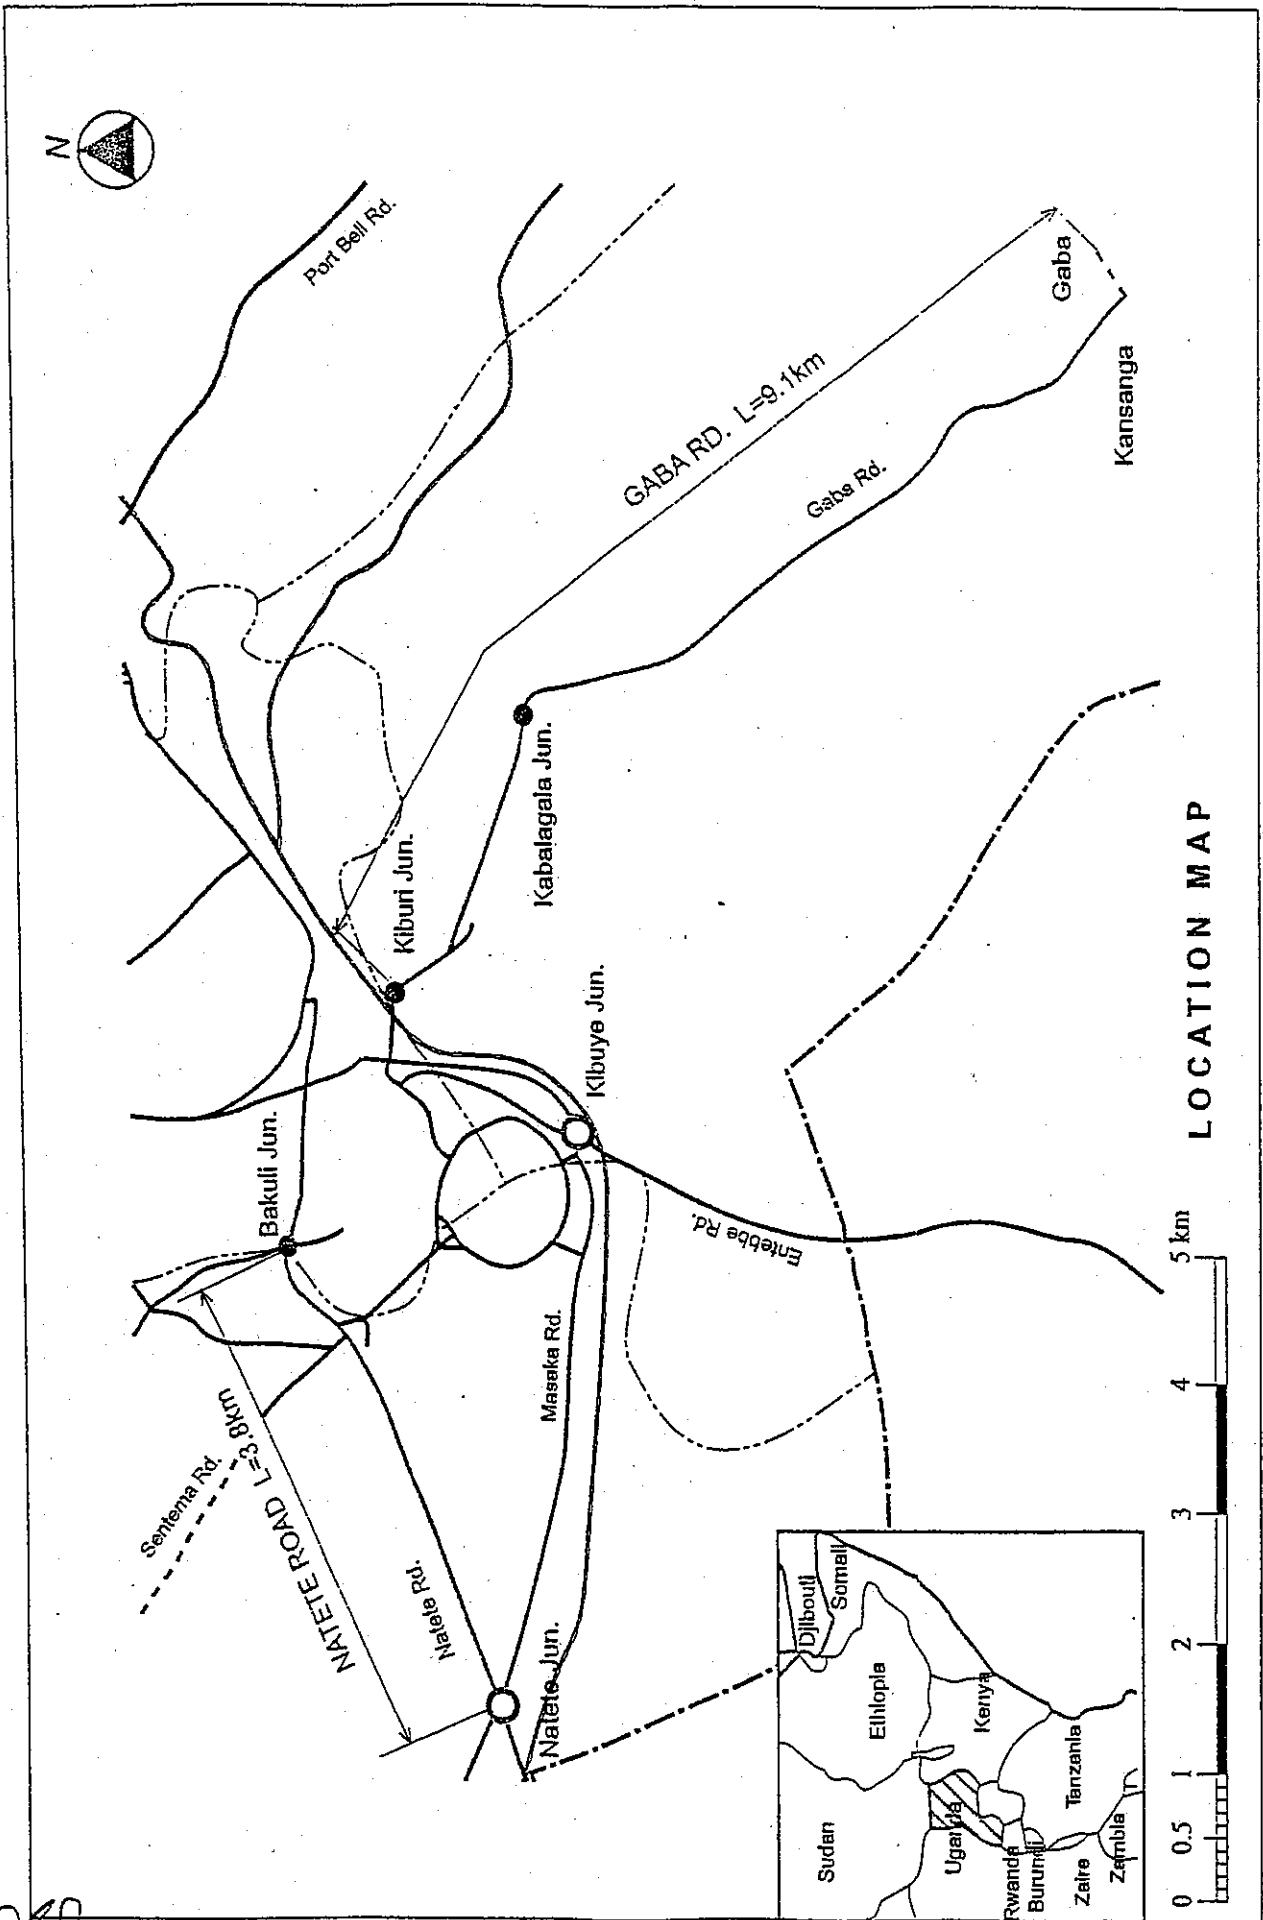 N
Port Bell Rd.
GABA RD. L=9.1km
Gaba Rd.
Gaba
Kansanga
Kabalagala Jun.
Kiburi Jun.
Kibuye Jun.
Bakuli Jun.
Entebbe Rd.
Masaka Rd.
Sentema Rd.
NATETE ROAD L=3.8km
Natete Rd.
Natete Jun.
Djibouti
Somali
Ethiopia
Kenya
Sudan
Uganda
Rwanda
Burundi
Tanzania
Zaire
Zambia
0 0.5 1 2 3 4 5 km
LOCATION MAP